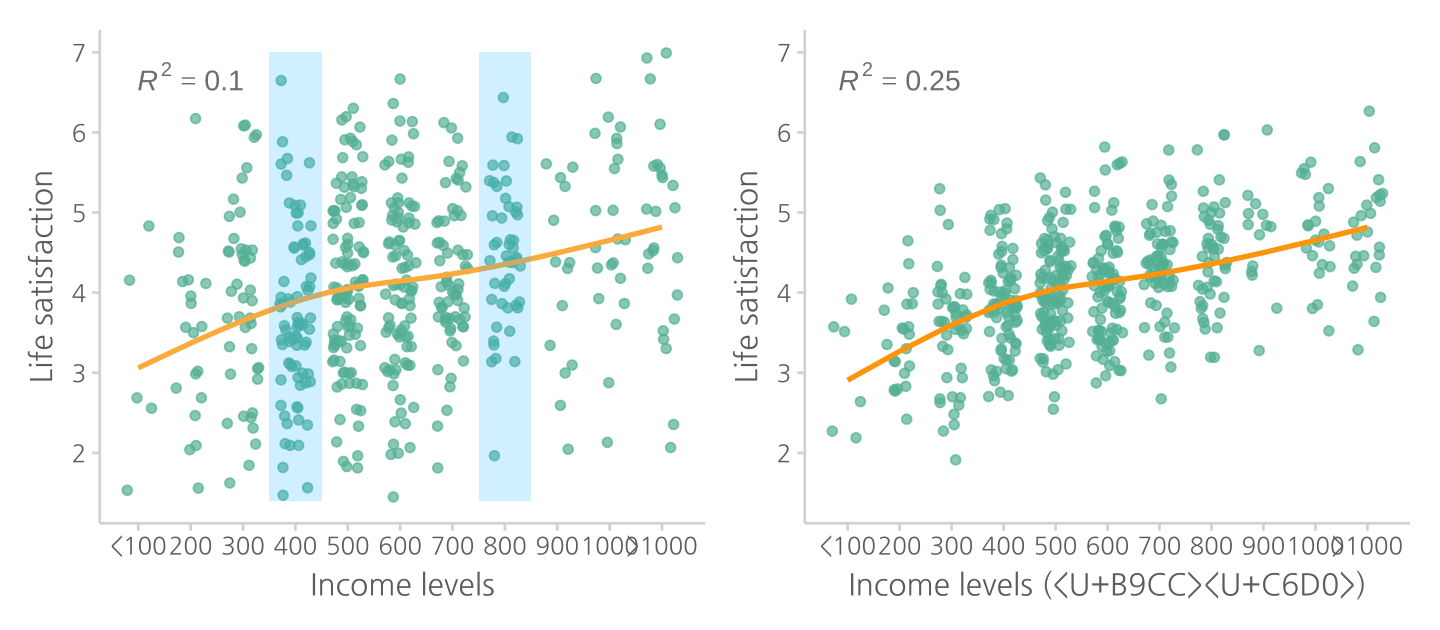 R² = 0.1
Life satisfaction
7
6
5
4
3
2
<100 200 300 400 500 600 700 800 900 1000 >1000
Income levels
R² = 0.25
Life satisfaction
7
6
5
4
3
2
<100 200 300 400 500 600 700 800 900 1000 >1000
Income levels (<U+B9CC><U+C6D0>)